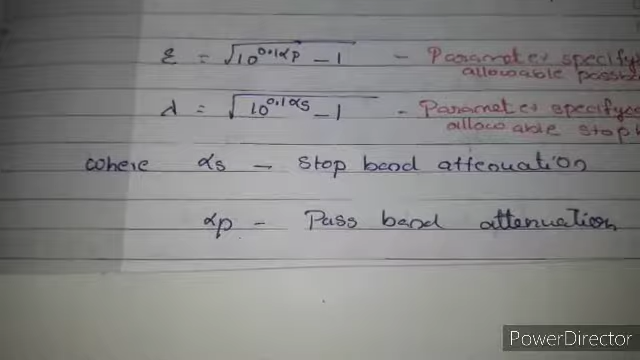 ε = √10^0.1αp − 1 - Parameter specify
allowable passb
λ = √10^0.1αs − 1 - Parameter specify
allowable stop
where αs - Stop band attenuation
αp - Pass band attenuation
PowerDirector